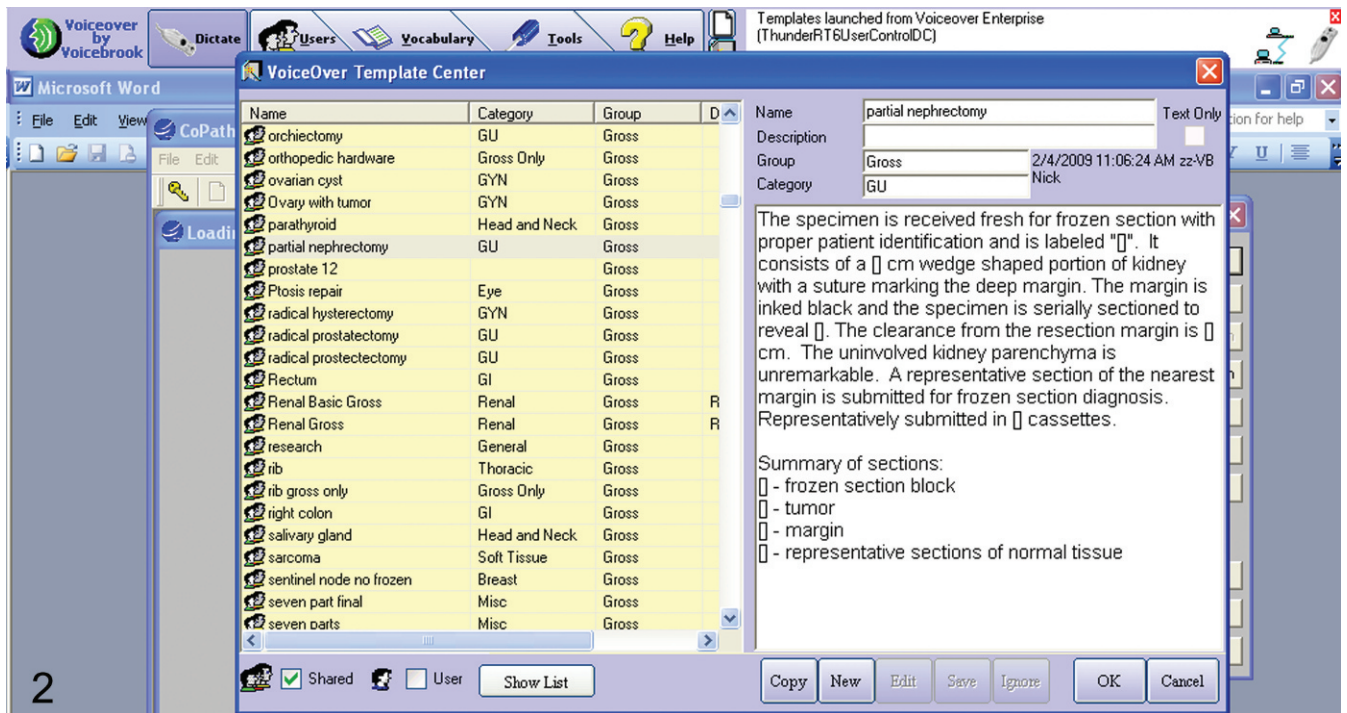 Voiceover
by
Voicebrook
Dictate
Users
Vocabulary
Tools
Help
Templates launched from Voiceover Enterprise
(ThunderRT6UserControlDC)
Microsoft Word
File Edit View
CoPath
File Edit
Loadi
tion for help
VoiceOver Template Center
Name Category Group D
orchiectomy GU Gross
orthopedic hardware Gross Only Gross
ovarian cyst GYN Gross
Ovary with tumor GYN Gross
parathyroid Head and Neck Gross
partial nephrectomy GU Gross
prostate 12 Gross
Ptosis repair Eye Gross
radical hysterectomy GYN Gross
radical prostatectomy GU Gross
radical prostectectomy GU Gross
Rectum GI Gross
Renal Basic Gross Renal Gross R
Renal Gross Renal Gross R
research General Gross
rib Thoracic Gross
rib gross only Gross Only Gross
right colon GI Gross
salivary gland Head and Neck Gross
sarcoma Soft Tissue Gross
sentinel node no frozen Breast Gross
seven part final Misc Gross
seven parts Misc Gross
Shared User Show List
Name partial nephrectomy Text Only
Description
Group Gross 2/4/2009 11:06:24 AM zz-VB
Nick
Category GU
The specimen is received fresh for frozen section with
proper patient identification and is labeled "[]". It
consists of a [] cm wedge shaped portion of kidney
with a suture marking the deep margin. The margin is
inked black and the specimen is serially sectioned to
reveal []. The clearance from the resection margin is []
cm. The uninvolved kidney parenchyma is
unremarkable. A representative section of the nearest
margin is submitted for frozen section diagnosis.
Representatively submitted in [] cassettes.
Summary of sections:
[] - frozen section block
[] - tumor
[] - margin
[] - representative sections of normal tissue
Copy New Edit Save Ignore OK Cancel
2